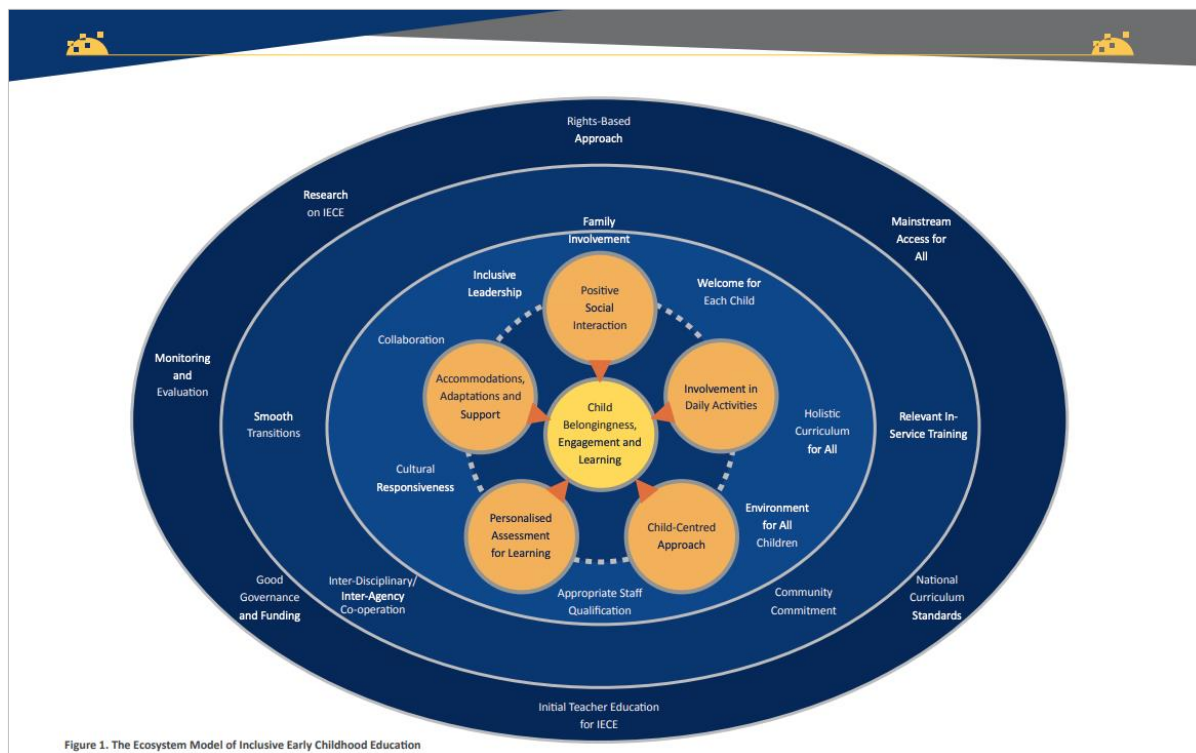 Rights-Based
Approach
Research
on IECE
Mainstream
Access for
All
Monitoring
and
Evaluation
Good
Governance
and Funding
National
Curriculum
Standards
Initial Teacher Education
for IECE
Family
Involvement
Smooth
Transitions
Relevant In-
Service Training
Inter-Disciplinary/
Inter-Agency
Co-operation
Community
Commitment
Inclusive
Leadership
Welcome for
Each Child
Collaboration
Holistic
Curriculum
for All
Cultural
Responsiveness
Environment
for All
Children
Appropriate Staff
Qualification
Positive
Social
Interaction
Accommodations,
Adaptations and
Support
Involvement in
Daily Activities
Child
Belongingness,
Engagement and
Learning
Personalised
Assessment
for Learning
Child-Centred
Approach
Figure 1. The Ecosystem Model of Inclusive Early Childhood Education